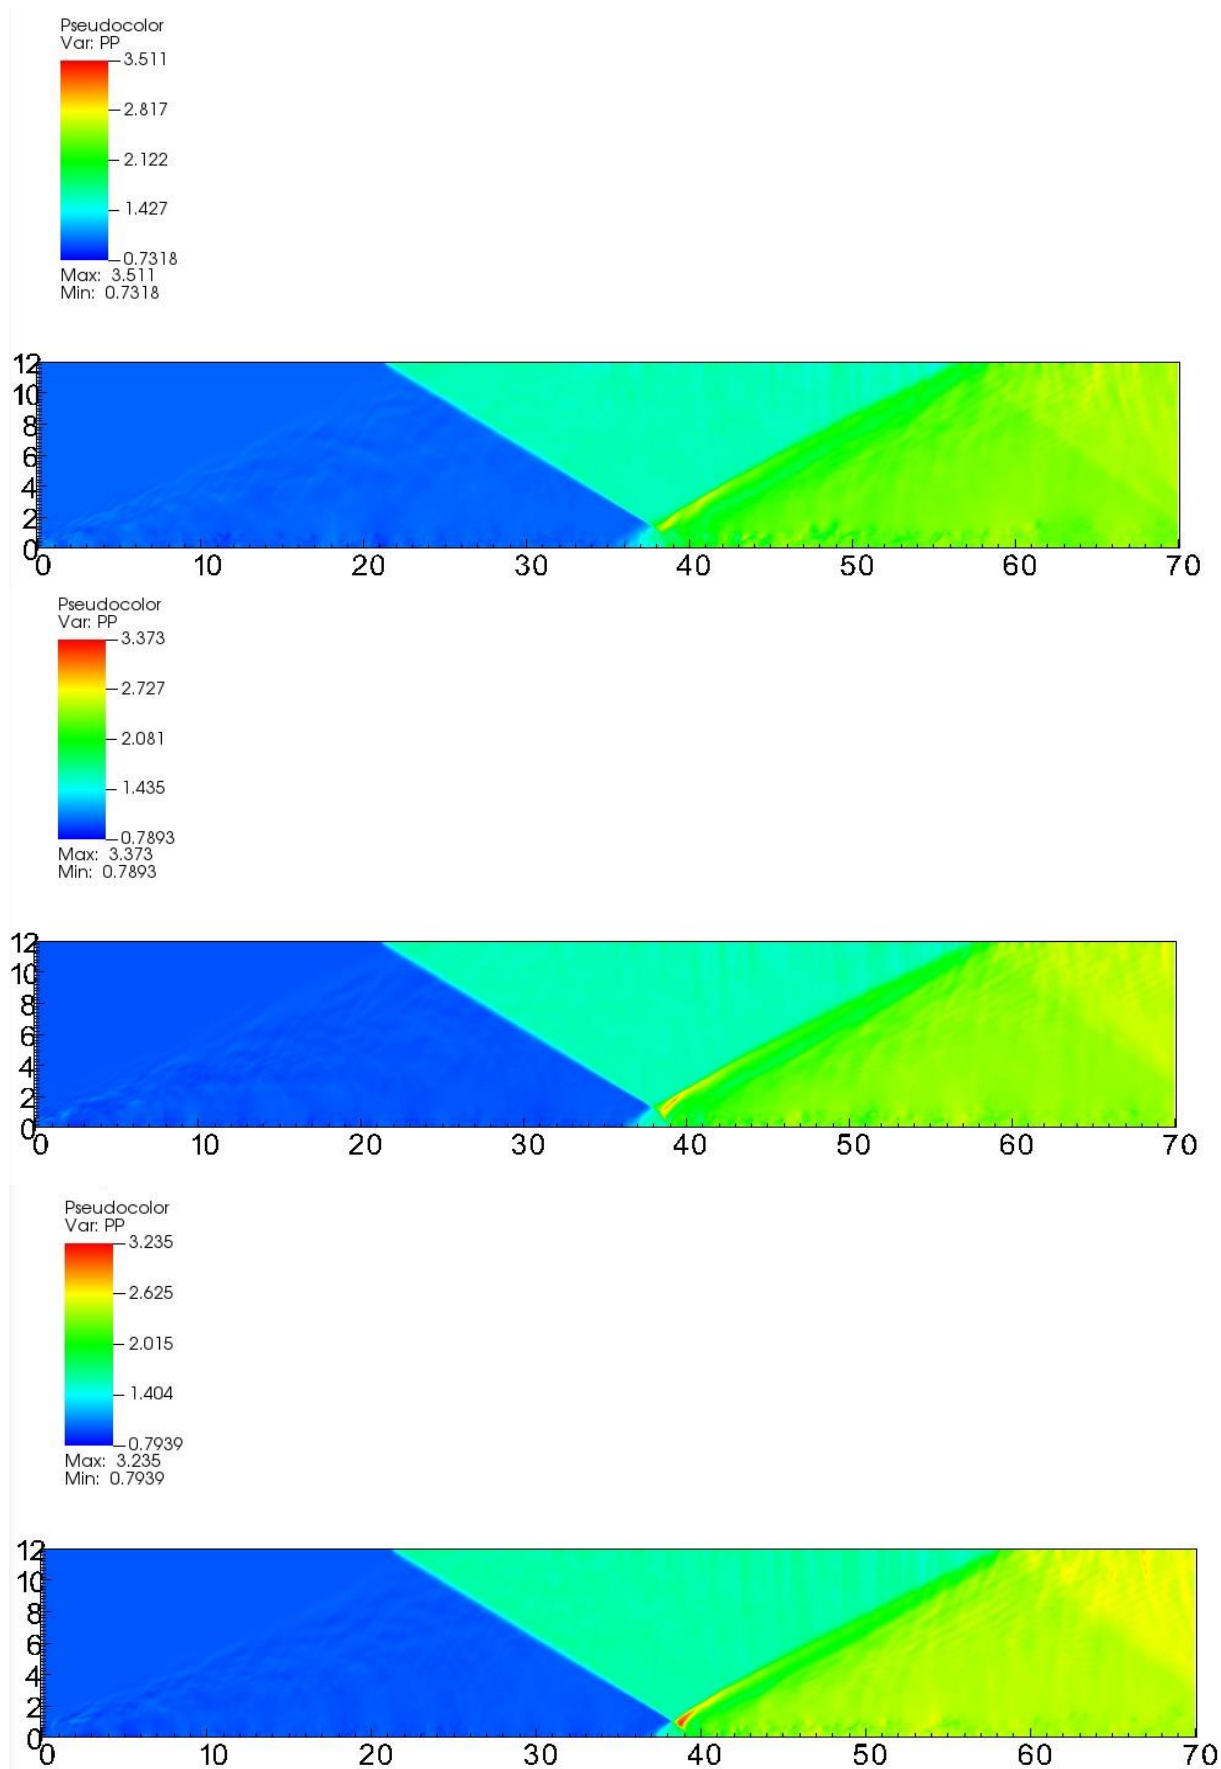 Pseudocolor
Var: PP
3.511
2.817
2.122
1.427
0.7318
Max: 3.511
Min: 0.7318
12
10
8
6
4
2
0
0 10 20 30 40 50 60 70
Pseudocolor
Var: PP
3.373
2.727
2.081
1.435
0.7893
Max: 3.373
Min: 0.7893
12
10
8
6
4
2
0
0 10 20 30 40 50 60 70
Pseudocolor
Var: PP
3.235
2.625
2.015
1.404
0.7939
Max: 3.235
Min: 0.7939
12
10
8
6
4
2
0
0 10 20 30 40 50 60 70